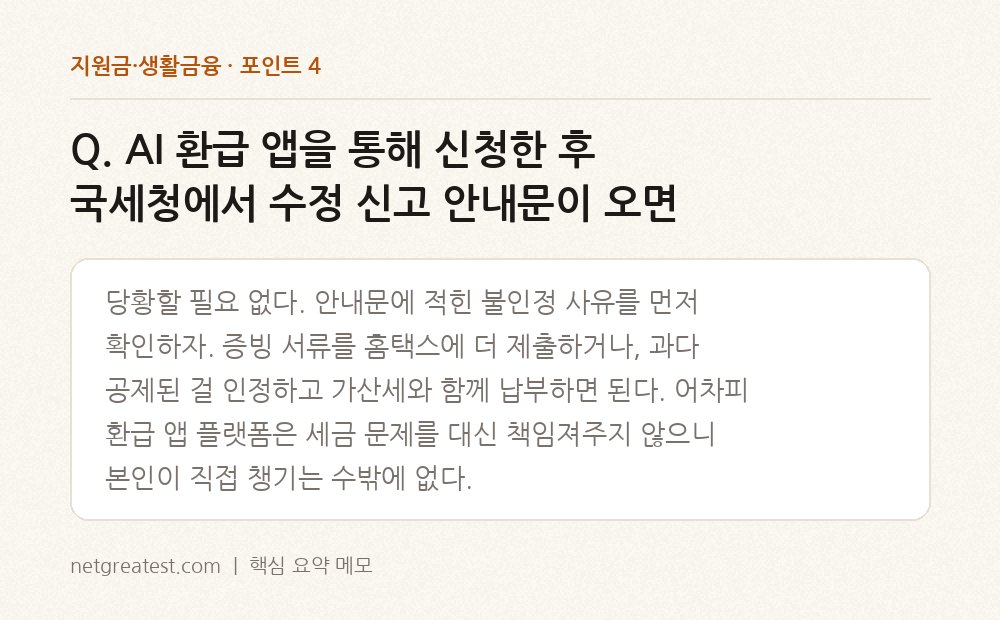 지원금·생활금융 · 포인트 4
Q. AI 환급 앱을 통해 신청한 후
국세청에서 수정 신고 안내문이 오면
당황할 필요 없다. 안내문에 적힌 불인정 사유를 먼저
확인하자. 증빙 서류를 홈택스에 더 제출하거나, 과다
공제된 걸 인정하고 가산세와 함께 납부하면 된다. 어차피
환급 앱 플랫폼은 세금 문제를 대신 책임져주지 않으니
본인이 직접 챙기는 수밖에 없다.
netgreatest.com | 핵심 요약 메모